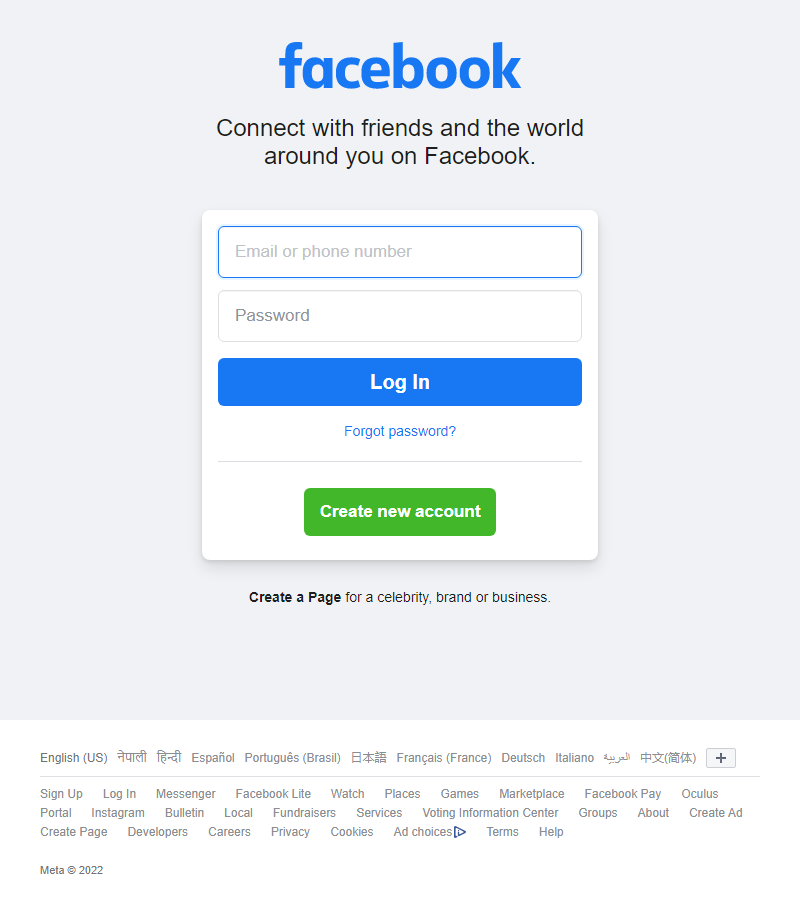 facebook
Connect with friends and the world
around you on Facebook.
Email or phone number
Password
Log In
Forgot password?
Create new account
Create a Page for a celebrity, brand or business.
English (US) नेपाली हिन्दी Español Português (Brasil) 日本語 Français (France) Deutsch Italiano العربية 中文(简体) +
Sign Up Log In Messenger Facebook Lite Watch Places Games Marketplace Facebook Pay Oculus
Portal Instagram Bulletin Local Fundraisers Services Voting Information Center Groups About Create Ad
Create Page Developers Careers Privacy Cookies Ad choices Terms Help
Meta © 2022